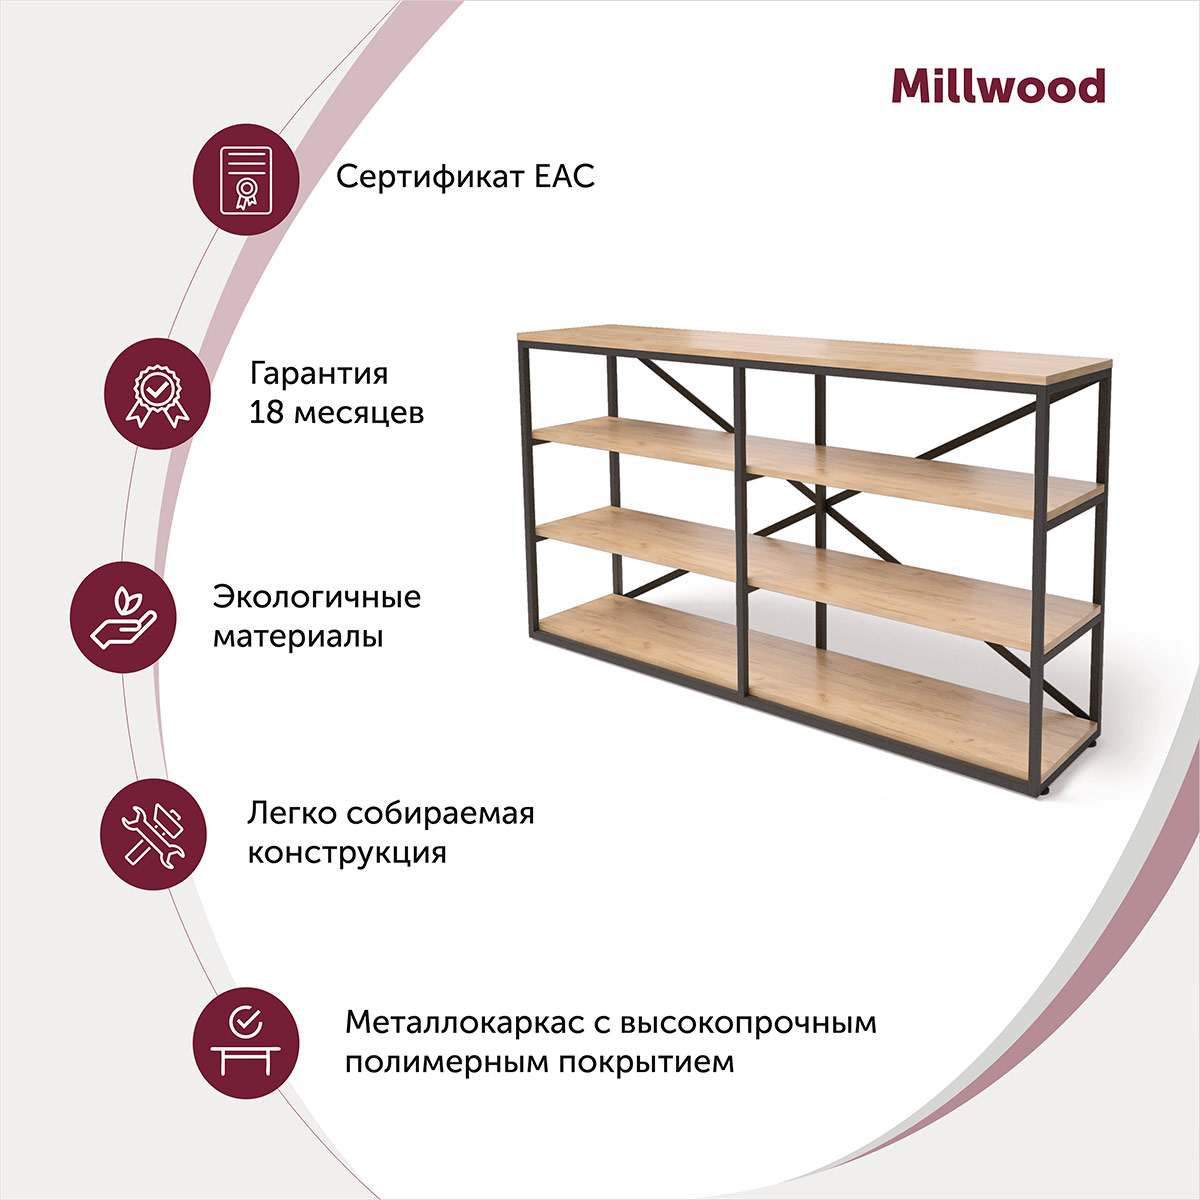 Millwood
Сертификат ЕАС
Гарантия
18 месяцев
Экологичные
материалы
Легко собираемая
конструкция
Металлокаркас с высокопрочным
полимерным покрытием